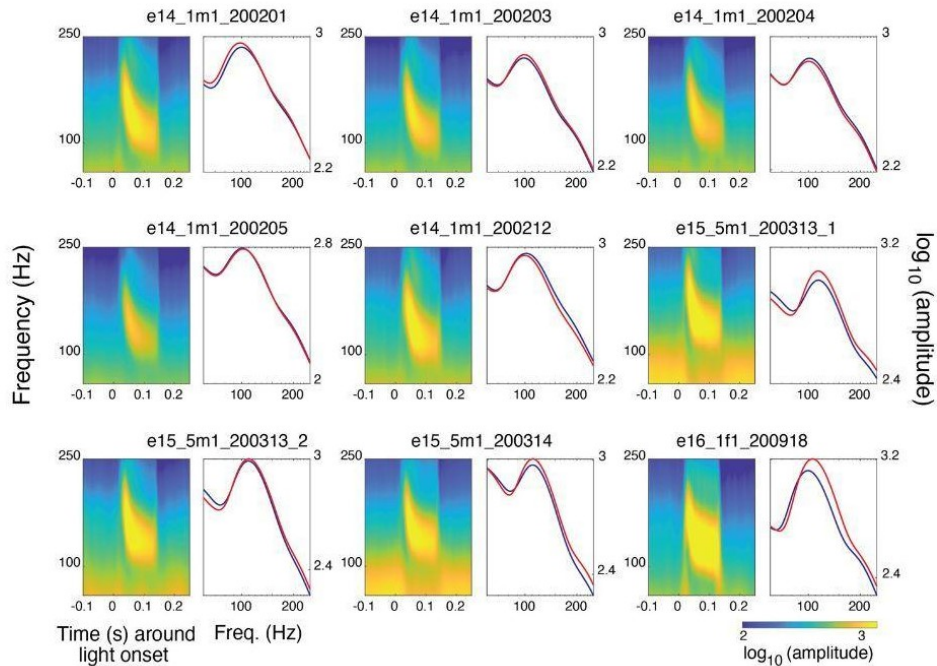 e14_1m1_200201 e14_1m1_200203 e14_1m1_200204
250 3 250 3 250 3
100 100 100
2.2 2.2 2.2
-0.1 0 0.1 0.2 100 200 -0.1 0 0.1 0.2 100 200 -0.1 0 0.1 0.2 100 200
e14_1m1_200205 e14_1m1_200212 e15_5m1_200313_1
250 2.8 250 3 250 3.2
100 100 100
2 2.2 2.4
-0.1 0 0.1 0.2 100 200 -0.1 0 0.1 0.2 100 200 -0.1 0 0.1 0.2 100 200
Frequency (Hz)
log10 (amplitude)
e15_5m1_200313_2 e15_5m1_200314 e16_1f1_200918
250 3 250 3 250 3.2
100 2.4 100 2.4 100 2.4
-0.1 0 0.1 0.2 100 200 -0.1 0 0.1 0.2 100 200 -0.1 0 0.1 0.2 100 200
Time (s) around
light onset
Freq. (Hz)
2 3
log10 (amplitude)